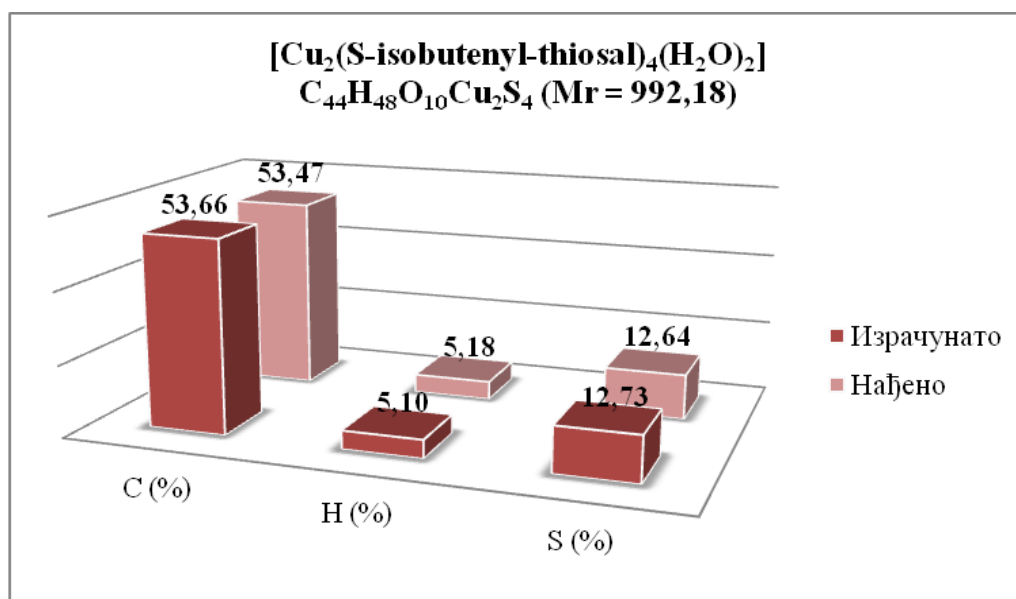 [Cu₂(S-isobutenyl-thiosal)₄(H₂O)₂]
C₄₄H₄₈O₁₀Cu₂S₄ (Mr = 992,18)
53,47
53,66
12,64
5,18
5,10
12,73
Израчунато
Нађено
C (%)
H (%)
S (%)